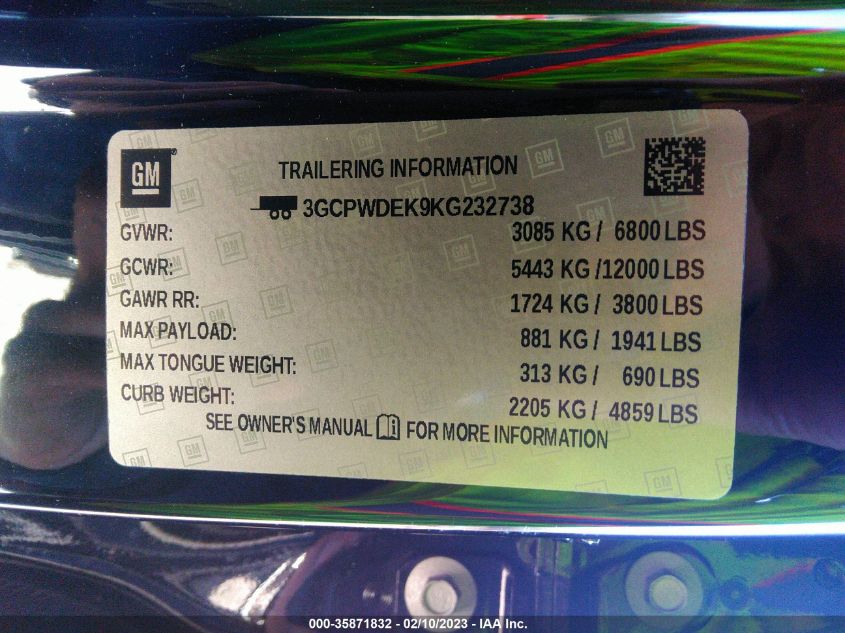 GM®
TRAILERING INFORMATION
3GCPWDEK9KG232738
GVWR: 3085 KG / 6800 LBS
GCWR: 5443 KG /12000 LBS
GAWR RR: 1724 KG / 3800 LBS
MAX PAYLOAD: 881 KG / 1941 LBS
MAX TONGUE WEIGHT: 313 KG / 690 LBS
CURB WEIGHT: 2205 KG / 4859 LBS
SEE OWNER'S MANUAL i FOR MORE INFORMATION
000-35871832 - 02/10/2023 - IAA Inc.